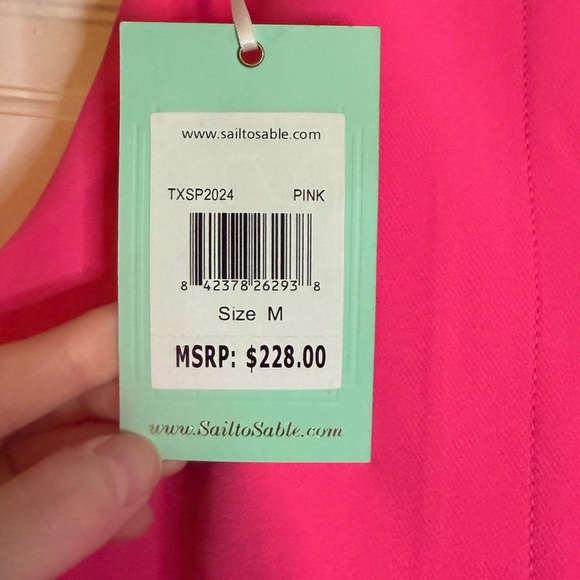 www.sailtosable.com
TXSP2024 PINK
8 42378 26293 8
Size M
MSRP: $228.00
www.SailtoSable.com